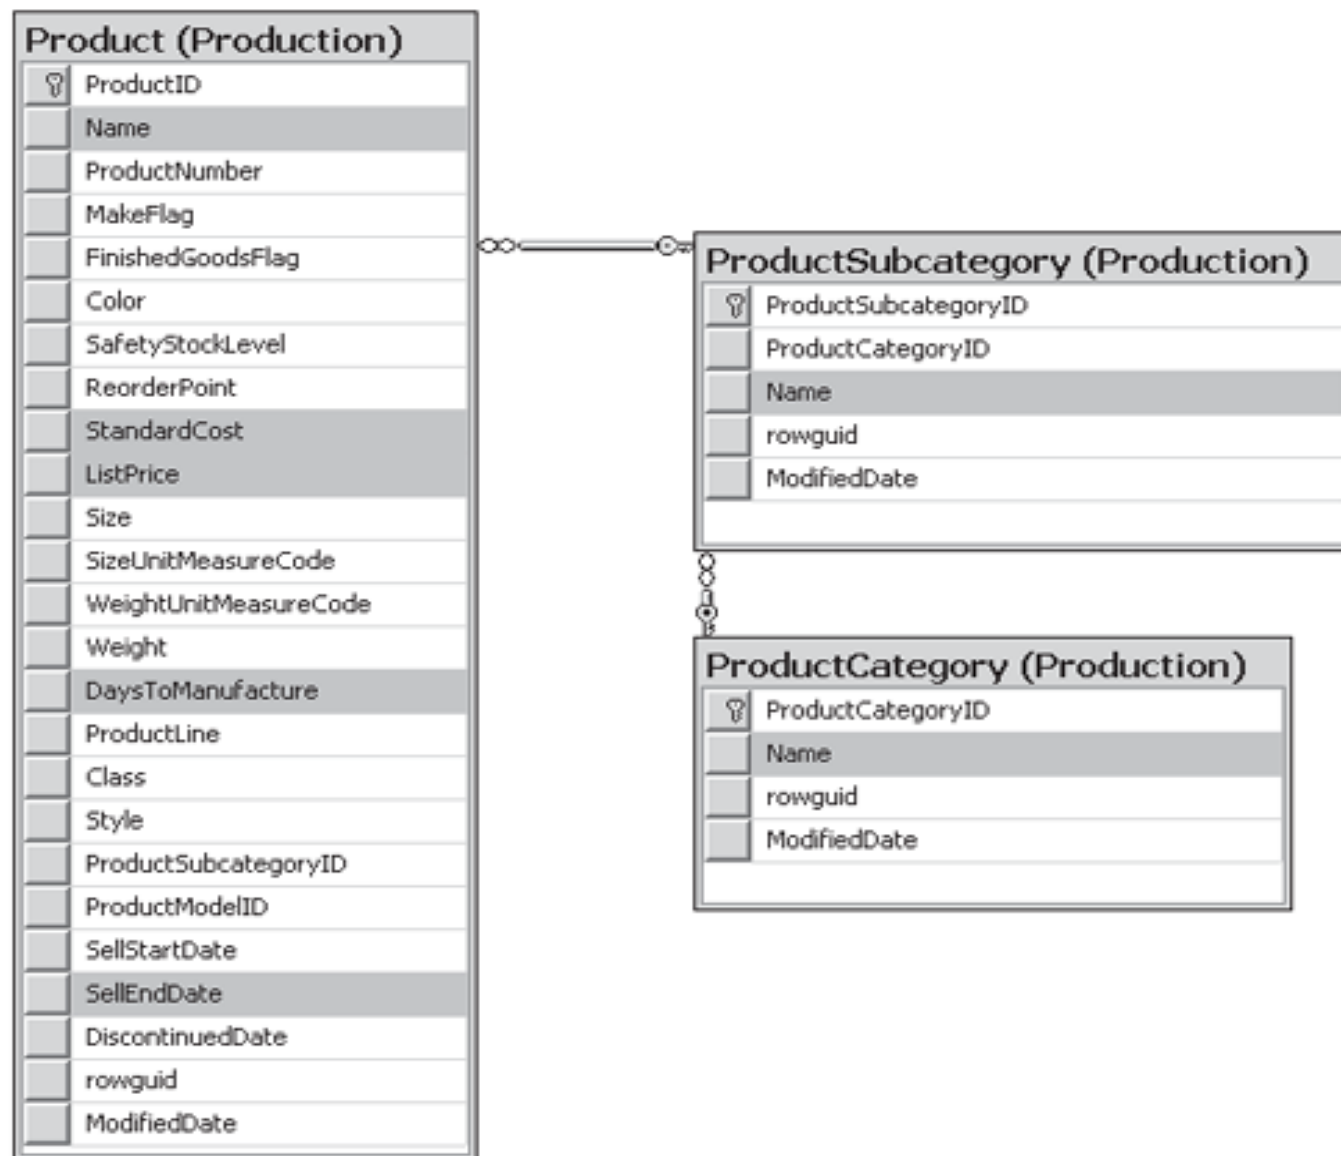 Product (Production)
ProductID
Name
ProductNumber
MakeFlag
FinishedGoodsFlag
Color
SafetyStockLevel
ReorderPoint
StandardCost
ListPrice
Size
SizeUnitMeasureCode
WeightUnitMeasureCode
Weight
DaysToManufacture
ProductLine
Class
Style
ProductSubcategoryID
ProductModelID
SellStartDate
SellEndDate
DiscontinuedDate
rowguid
ModifiedDate
ProductSubcategory (Production)
ProductSubcategoryID
ProductCategoryID
Name
rowguid
ModifiedDate
ProductCategory (Production)
ProductCategoryID
Name
rowguid
ModifiedDate